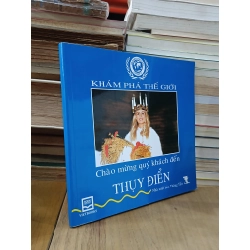 KHÁM PHÁ THẾ GIỚI
Chào mừng quý khách đến
THỤY ĐIỂN